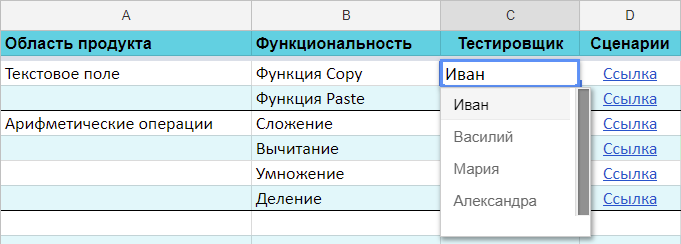 A B C D
Область продукта Функциональность Тестировщик Сценарии
Текстовое поле Функция Copy Иван Ссылка
Функция Paste Иван Ссылка
Арифметические операции Сложение Ссылка
Вычитание Василий Ссылка
Умножение Мария Ссылка
Деление Александра Ссылка